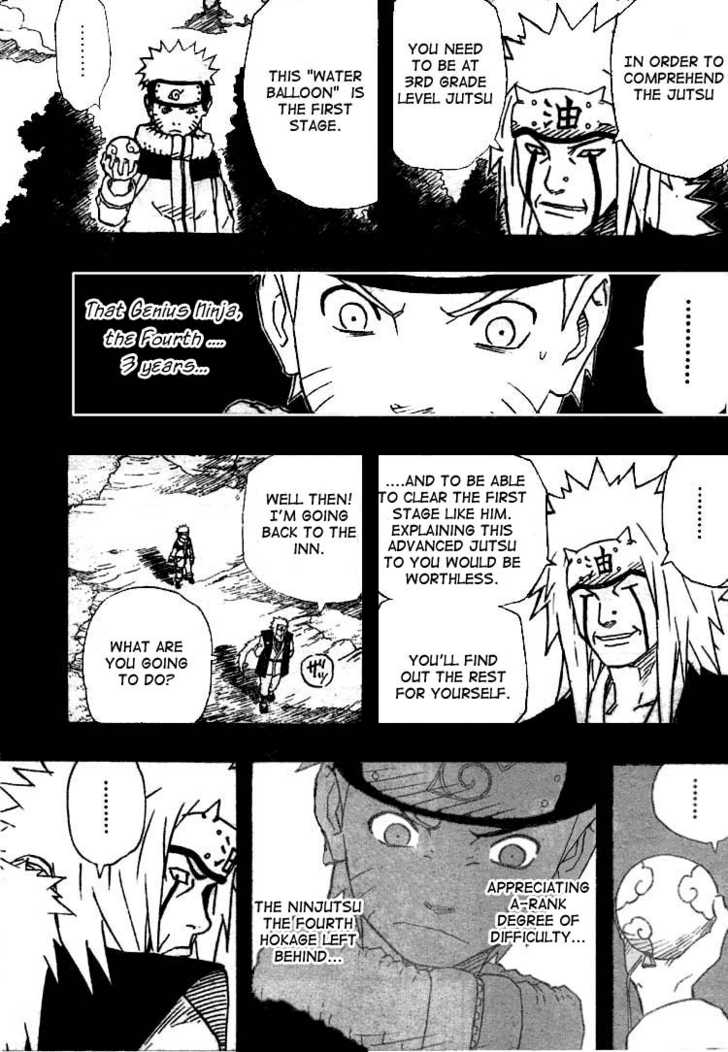 IN ORDER TO
COMPREHEND
THE JUTSU
YOU NEED
TO BE AT
3RD GRADE
LEVEL JUTSU
油
THIS "WATER
BALLOON" IS
THE FIRST
STAGE.
.........
.........
That Genius Ninja,
the Fourth ....
3 years...
....AND TO BE ABLE
TO CLEAR THE FIRST
STAGE LIKE HIM.
EXPLAINING THIS
ADVANCED JUTSU
TO YOU WOULD BE
WORTHLESS.
油
YOU'LL FIND
OUT THE REST
FOR YOURSELF.
WELL THEN!
I'M GOING
BACK TO THE
INN.
WHAT ARE
YOU GOING
TO DO?
.........
APPRECIATING
A-RANK
DEGREE OF
DIFFICULTY...
THE NINJUTSU
THE FOURTH
HOKAGE LEFT
BEHIND...
.........